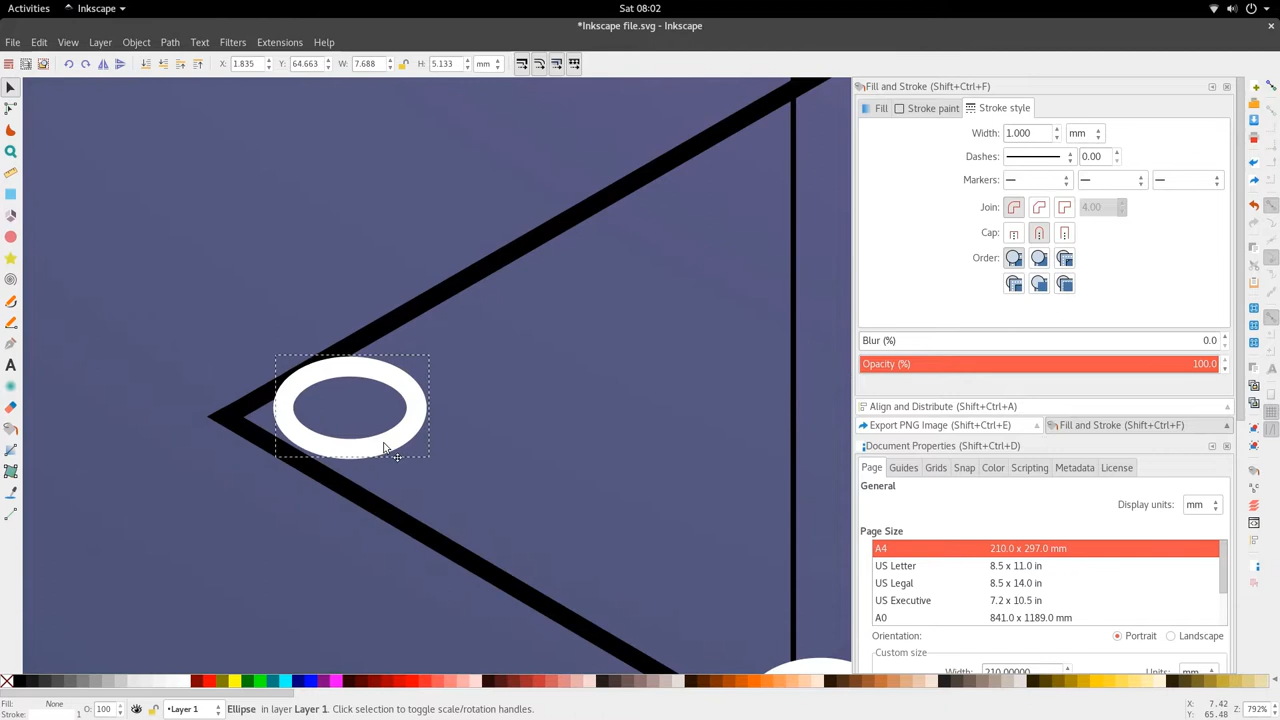 Activities Inkscape Sat 08:02
*Inkscape file.svg - Inkscape
File Edit View Layer Object Path Text Filters Extensions Help
X: 1.835 Y: 64.663 W: 7.688 H: 5.133 mm
Fill and Stroke (Shift+Ctrl+F)
Fill Stroke paint Stroke style
Width: 1.000 mm
Dashes: 0.00
Markers:
Join: 4.00
Cap:
Order:
Blur (%) 0.0
Opacity (%) 100.0
Align and Distribute (Shift+Ctrl+A)
Export PNG Image (Shift+Ctrl+E) Fill and Stroke (Shift+Ctrl+F)
Document Properties (Shift+Ctrl+D)
Page Guides Grids Snap Color Scripting Metadata License
General
Display units: mm
Page Size
A4 210.0 x 297.0 mm
US Letter 8.5 x 11.0 in
US Legal 8.5 x 14.0 in
US Executive 7.2 x 10.5 in
A0 841.0 x 1189.0 mm
Orientation: Portrait Landscape
Custom size
Width: 210.00000 Units: mm
Fill:
Stroke: 1 O: 100 •Layer 1 Ellipse in layer Layer 1. Click selection to toggle scale/rotation handles. X: 7.42 Y: 65.48 Z: 792%